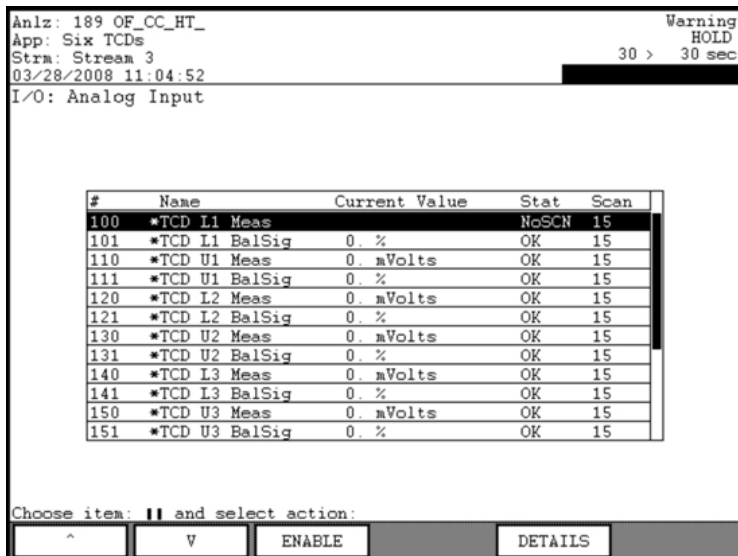 Anlz: 189 OF_CC_HT_ Warning
App: Six TCDs HOLD
Strm: Stream 3 30 > 30 sec
03/28/2008 11:04:52
I/O: Analog Input
# Name Current Value Stat Scan
100 *TCD L1 Meas NoSCN 15
101 *TCD L1 BalSig 0. % OK 15
110 *TCD U1 Meas 0. mVolts OK 15
111 *TCD U1 BalSig 0. % OK 15
120 *TCD L2 Meas 0. mVolts OK 15
121 *TCD L2 BalSig 0. % OK 15
130 *TCD U2 Meas 0. mVolts OK 15
131 *TCD U2 BalSig 0. % OK 15
140 *TCD L3 Meas 0. mVolts OK 15
141 *TCD L3 BalSig 0. % OK 15
150 *TCD U3 Meas 0. mVolts OK 15
151 *TCD U3 BalSig 0. % OK 15
Choose item: and select action:
^ V ENABLE DETAILS